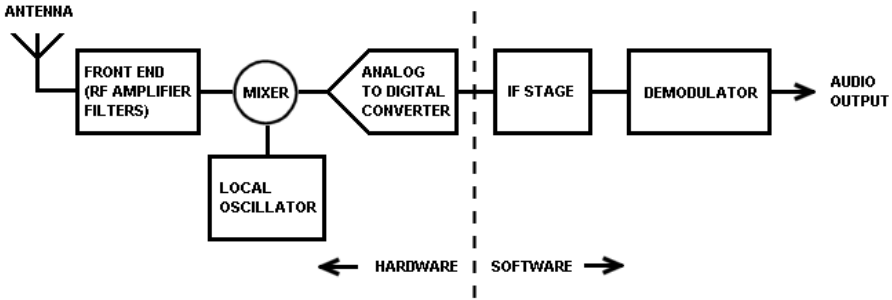 ANTENNA
FRONT END
(RF AMPLIFIER
FILTERS)
MIXER
ANALOG
TO DIGITAL
CONVERTER
IF STAGE
DEMODULATOR
AUDIO
OUTPUT
LOCAL
OSCILLATOR
HARDWARE
SOFTWARE